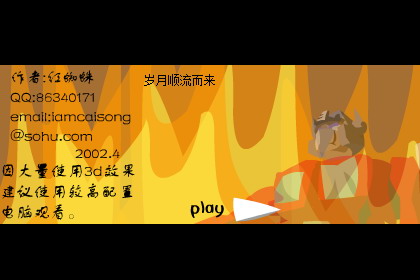 作者:红蜘蛛
岁月顺流而来
QQ:86340171
email:iamcaisong
@sohu.com
2002.4
因大量使用3d效果
建议使用较高配置
电脑观看。
play